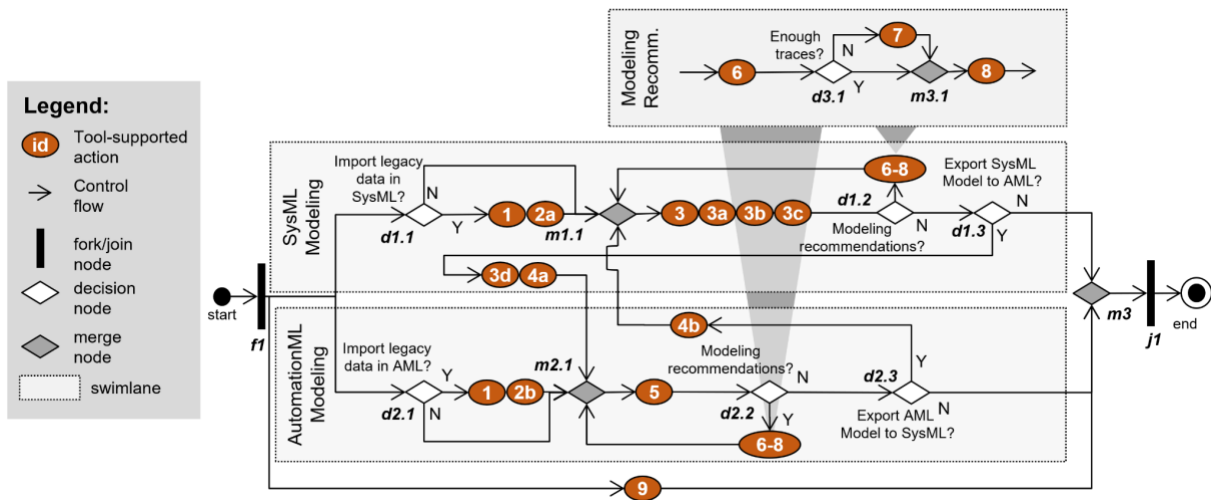 Legend:
id
Tool-supported
action
Control
flow
fork/join
node
decision
node
merge
node
swimlane
Modeling
Recomm.
Enough
traces?
N
7
6
Y
8
d3.1
m3.1
SysML
Modeling
Import legacy
data in
SysML?
N
Y
d1.1
1
2a
m1.1
3
3a
3b
3c
6-8
d1.2
N
Modeling
recommendations?
Export SysML
Model to AML?
N
d1.3
Y
3d
4a
start
f1
m3
j1
end
AutomationML
Modeling
Import legacy
data in AML?
Y
N
d2.1
1
2b
m2.1
4b
5
Modeling
recommendations?
N
d2.2
Y
6-8
d2.3
Y
N
Export AML
Model to SysML?
9